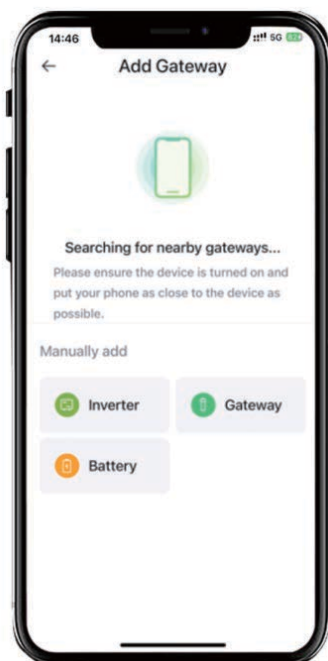 14:46 5G
Add Gateway
Searching for nearby gateways...
Please ensure the device is turned on and
put your phone as close to the device as
possible.
Manually add
Inverter Gateway
Battery